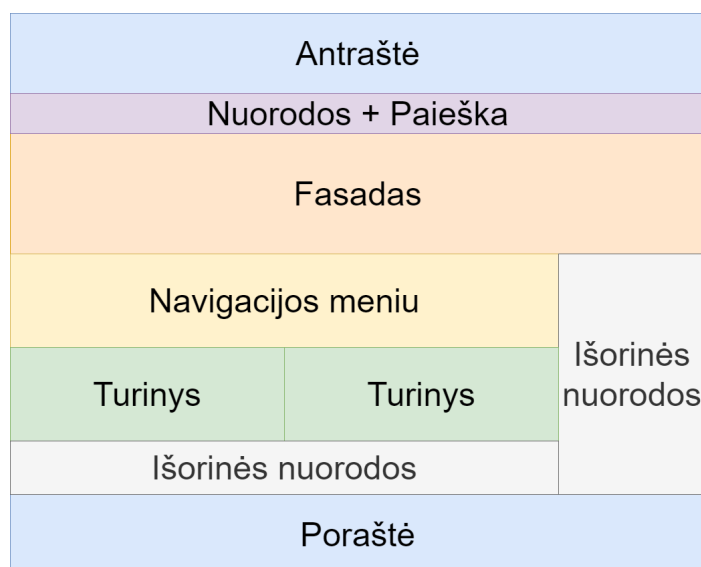 Antraštė
Nuorodos + Paieška
Fasadas
Navigacijos meniu
Išorinės
nuorodos
Turinys
Turinys
Išorinės nuorodos
Poraštė